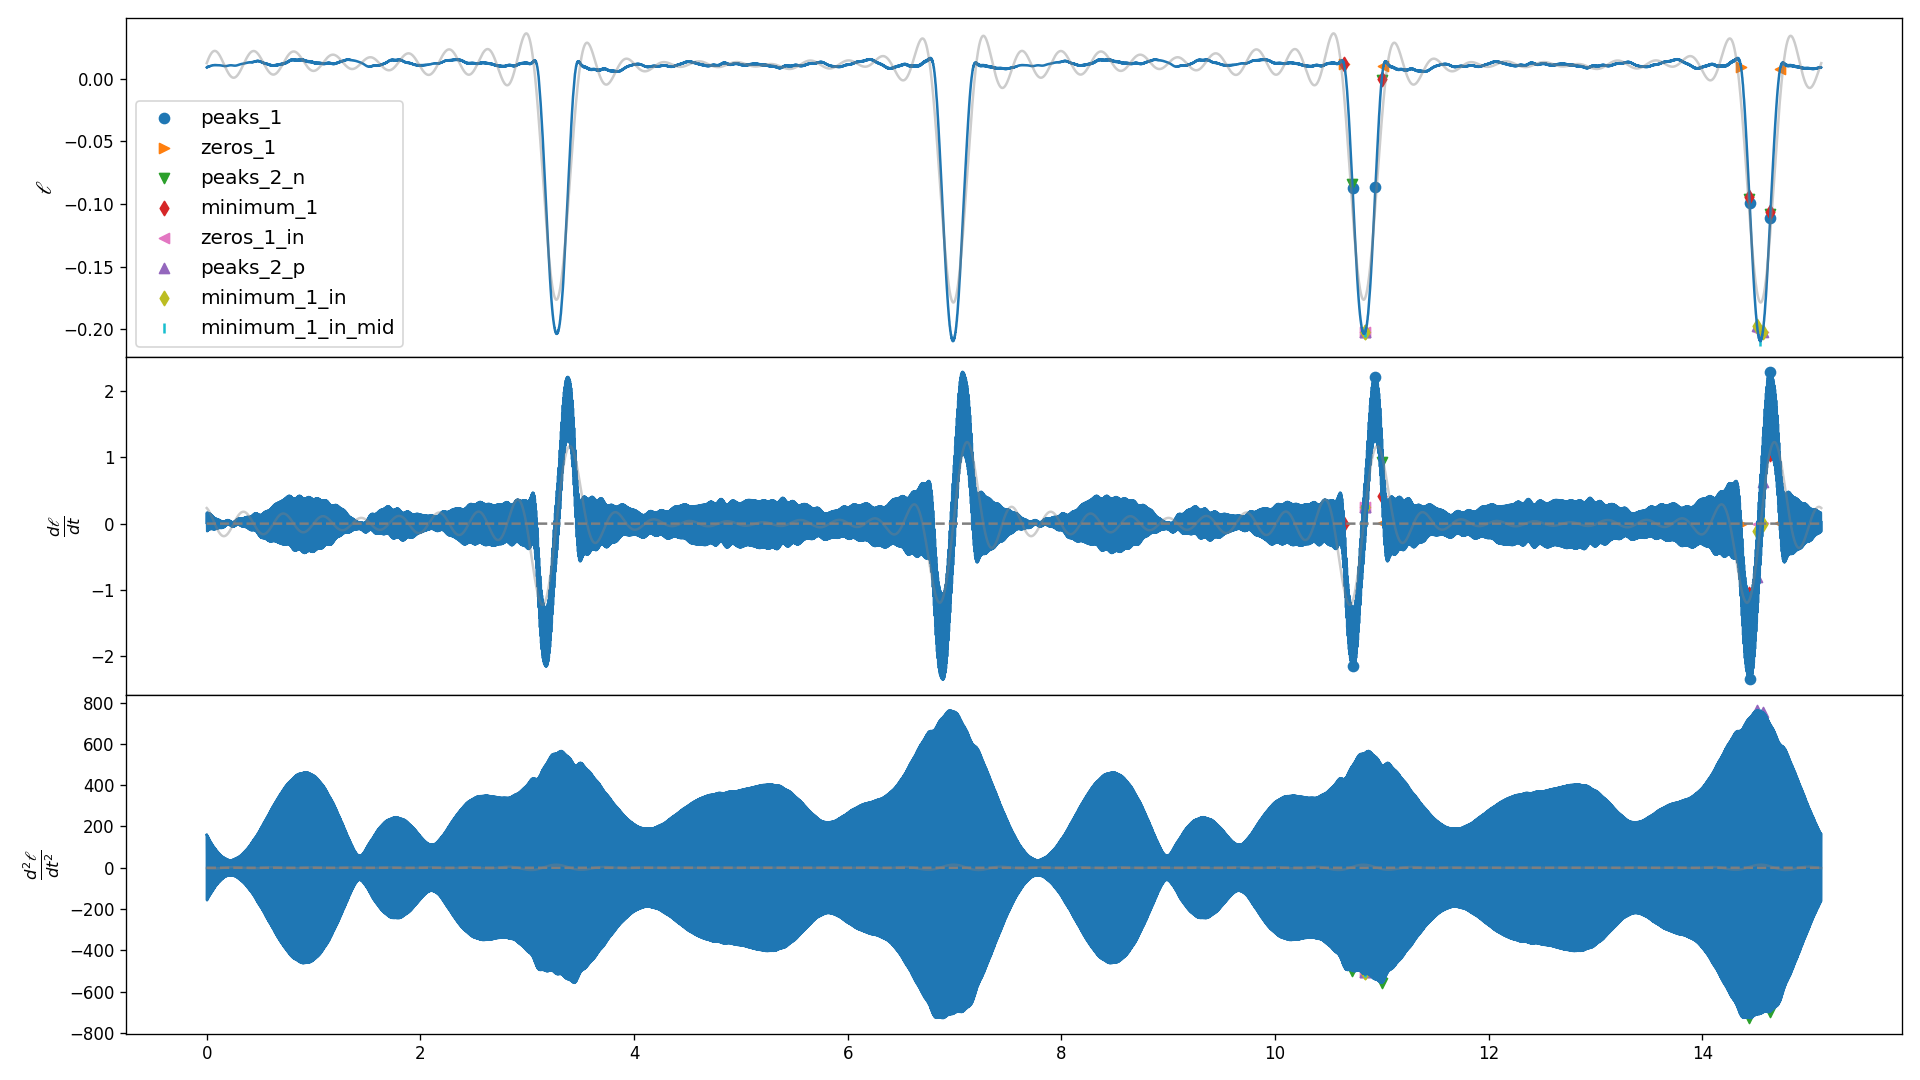 0.00
−0.05
−0.10
−0.15
−0.20
ℓ
peaks_1
zeros_1
peaks_2_n
minimum_1
zeros_1_in
peaks_2_p
minimum_1_in
minimum_1_in_mid
2
1
0
−1
−2
dℓ
dt
800
600
400
200
0
−200
−400
−600
−800
d²ℓ
dt²
0 2 4 6 8 10 12 14